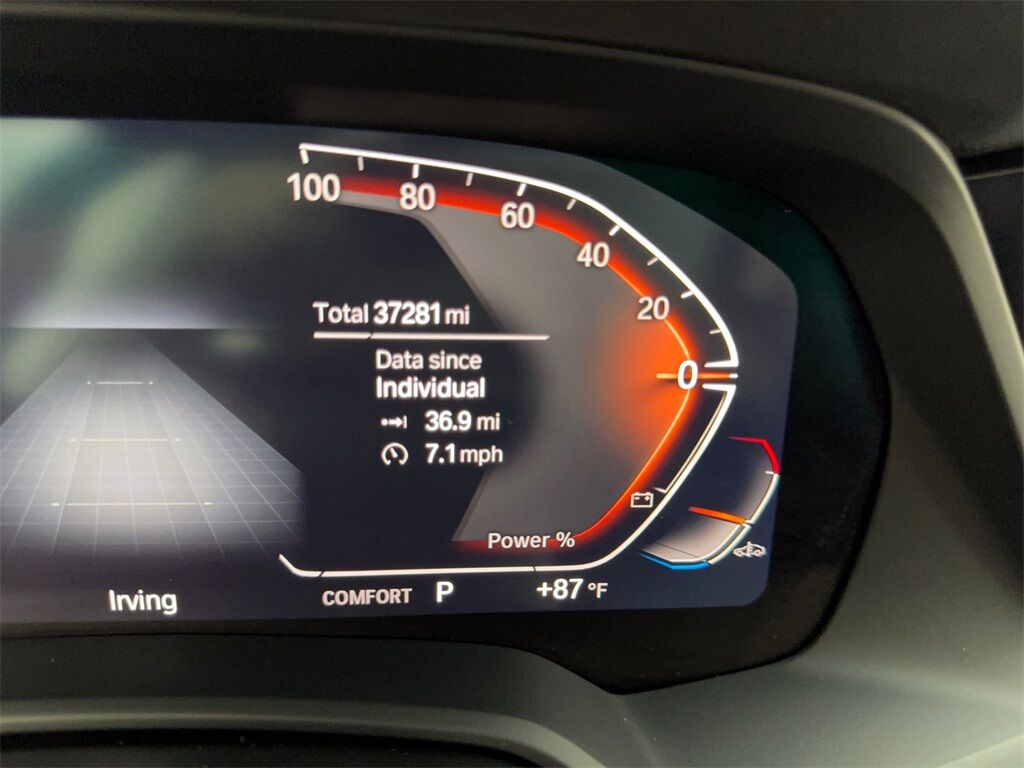 100
80
60
40
20
0
Total 37281 mi
Data since
Individual
36.9 mi
7.1 mph
Power %
Irving
COMFORT P +87 °F